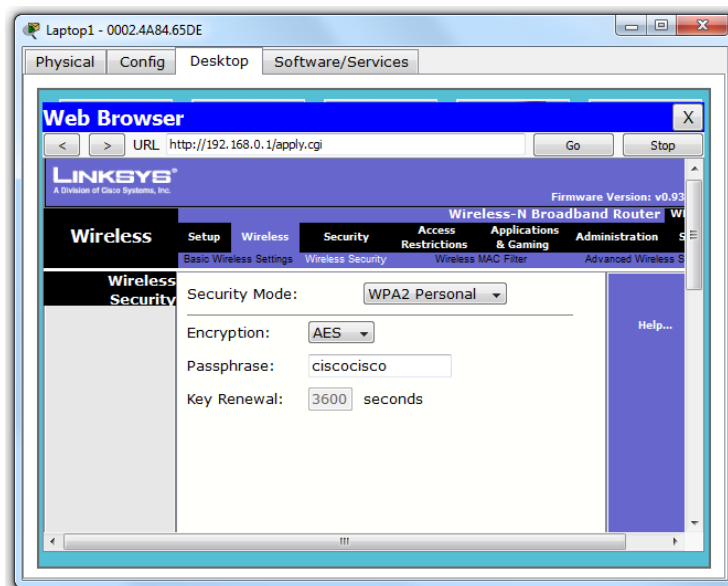 Laptop1 - 0002.4A84.65DE
Physical Config Desktop Software/Services
Web Browser X
< > URL http://192.168.0.1/apply.cgi Go Stop
LINKSYS®
A Division of Cisco Systems, Inc.
Firmware Version: v0.93
Wireless-N Broadband Router
Wireless Setup Wireless Security Access Restrictions Applications & Gaming Administration
Basic Wireless Settings Wireless Security Wireless MAC Filter Advanced Wireless S
Wireless Security
Security Mode: WPA2 Personal
Help...
Encryption: AES
Passphrase: ciscocisco
Key Renewal: 3600 seconds